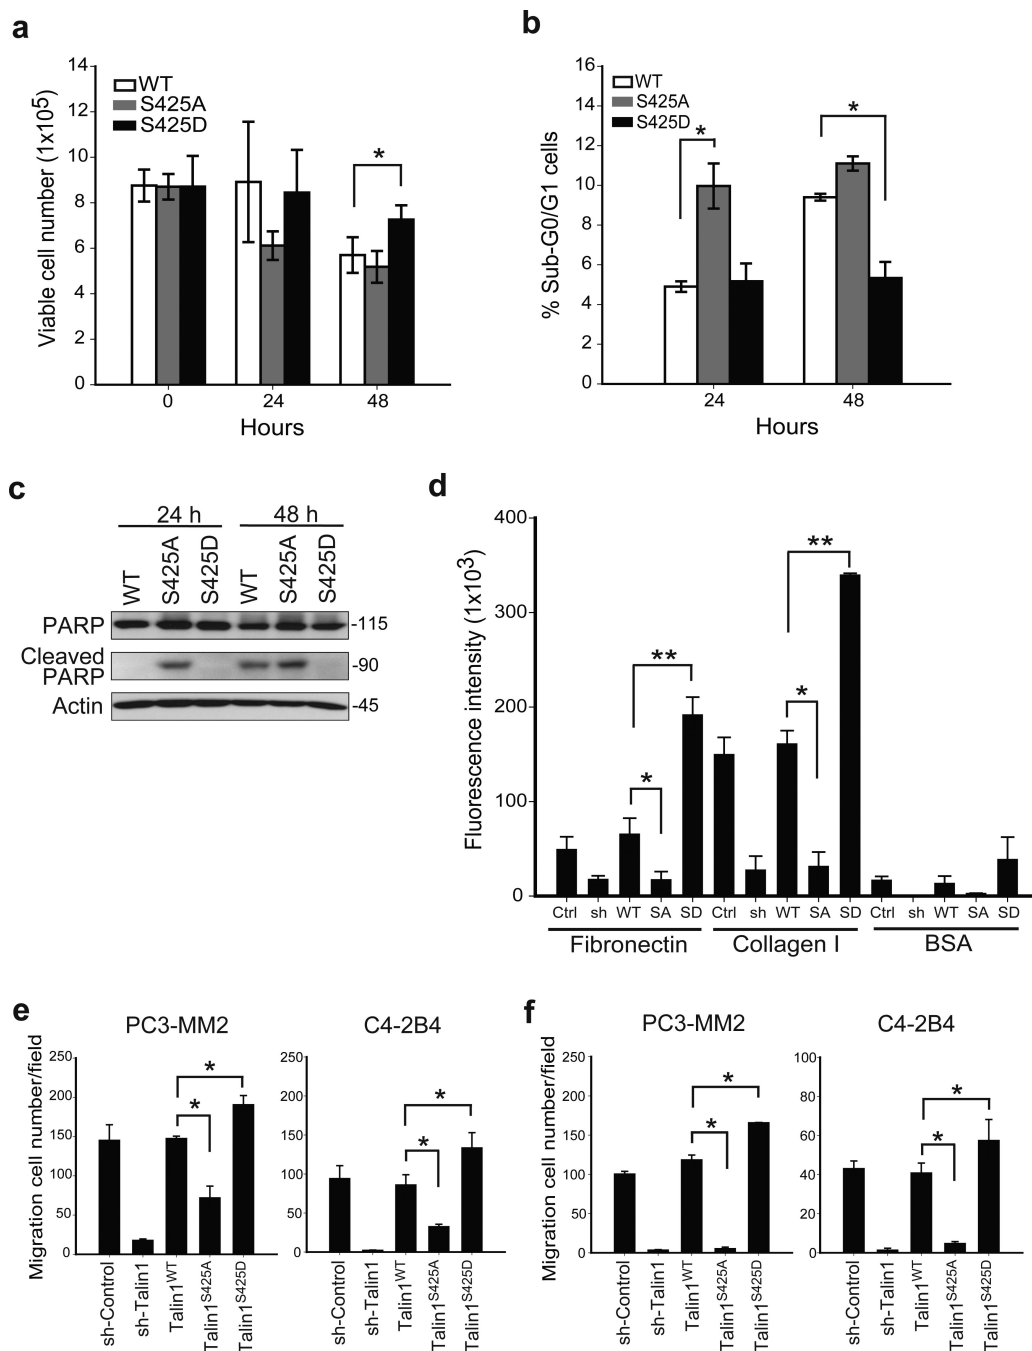 a
Viable cell number (1x10⁵)
14
12
10
8
6
4
2
0
WT
S425A
S425D
*
0 24 48
Hours
b
% Sub-G0/G1 cells
16
14
12
10
8
6
4
2
0
WT
S425A
S425D
* *
24 48
Hours
c
24 h 48 h
WT S425A S425D WT S425A S425D
PARP -115
Cleaved
PARP -90
Actin -45
d
Fluorescence intensity (1x10³)
400
300
200
100
0
** * ** *
Ctrl sh WT SA SD Ctrl sh WT SA SD Ctrl sh WT SA SD
Fibronectin Collagen I BSA
e
PC3-MM2 C4-2B4
Migration cell number/field
250
200
150
100
50
0
* *
sh-Control sh-Talin1 Talin1ᵂᵀ Talin1S425A Talin1S425D
250
200
150
100
50
0
* *
sh-Control sh-Talin1 Talin1ᵂᵀ Talin1S425A Talin1S425D
f
PC3-MM2 C4-2B4
Migration cell number/field
250
200
150
100
50
0
* *
sh-Control sh-Talin1 Talin1ᵂᵀ Talin1S425A Talin1S425D
100
80
60
40
20
0
* *
sh-Control sh-Talin1 Talin1ᵂᵀ Talin1S425A Talin1S425D